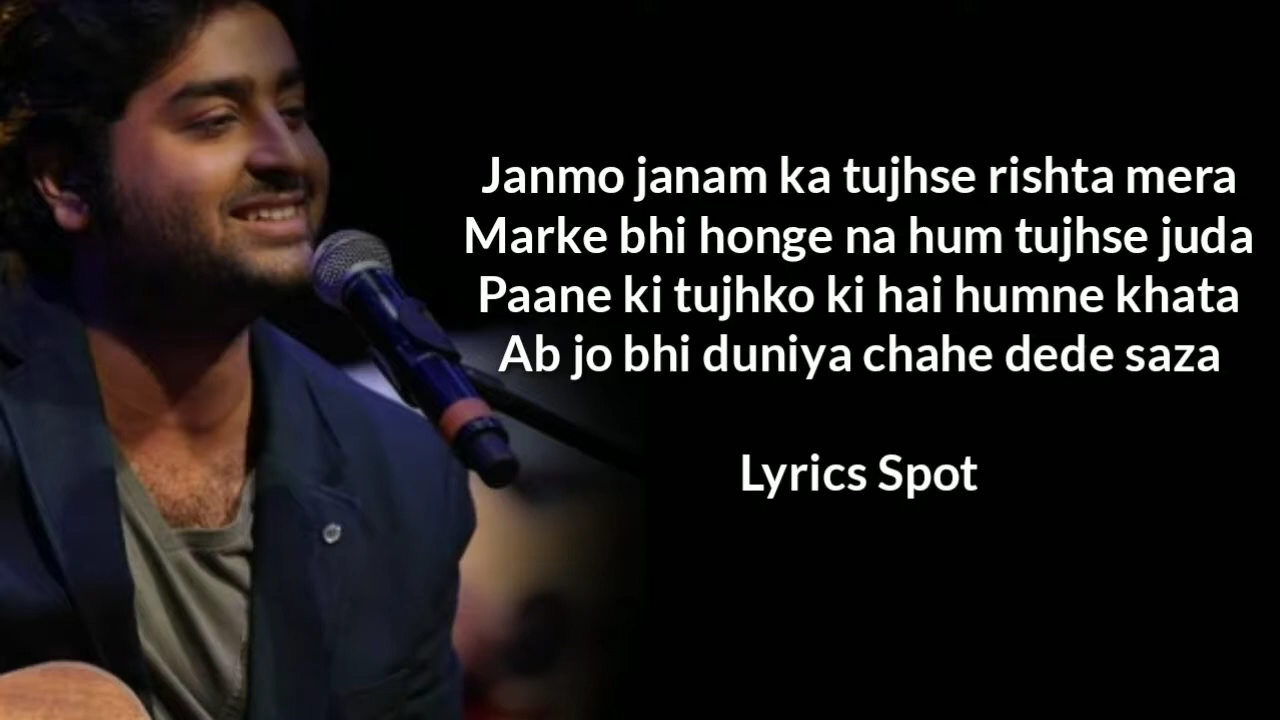 Janmo janam ka tujhse rishta mera
Marke bhi honge na hum tujhse juda
Paane ki tujhko ki hai humne khata
Ab jo bhi duniya chahe dede saza
Lyrics Spot